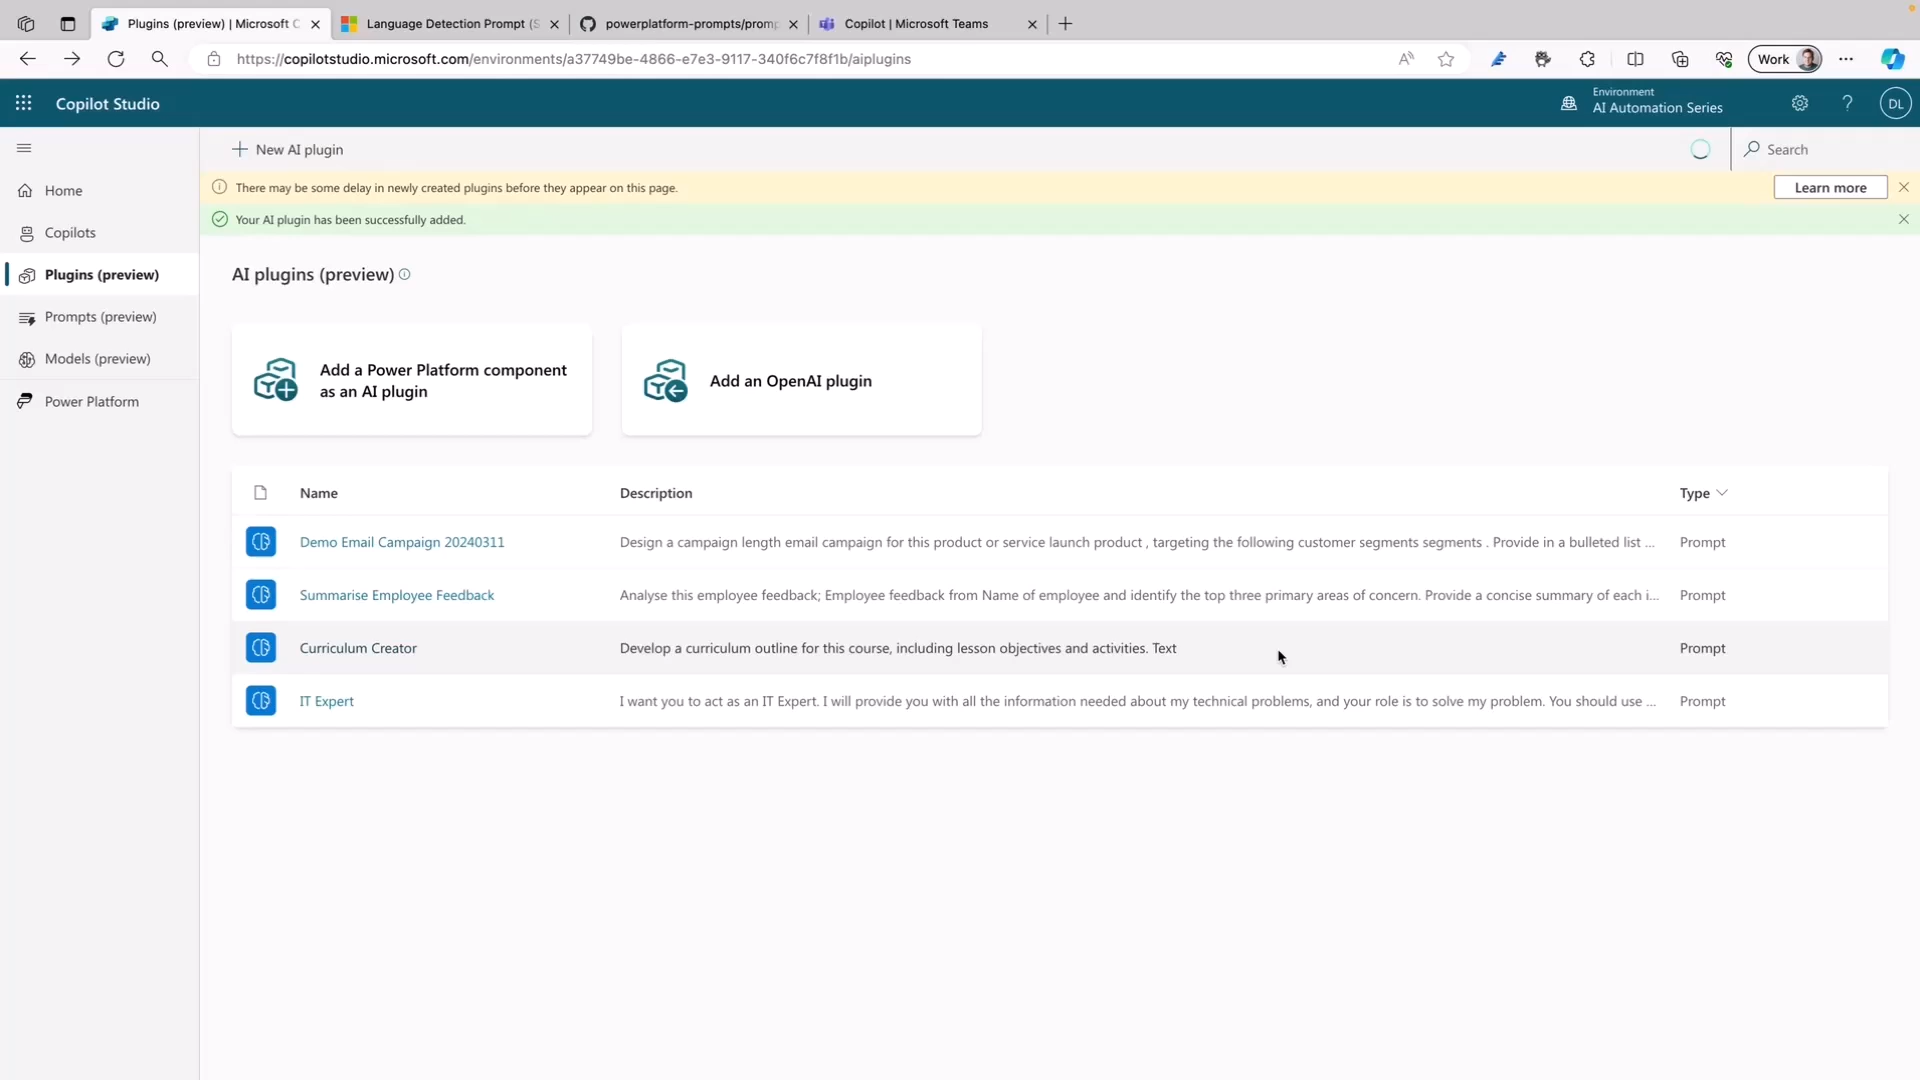 Plugins (preview) | Microsoft C
Language Detection Prompt (S
powerplatform-prompts/promp
Copilot | Microsoft Teams
https://copilotstudio.microsoft.com/environments/a37749be-4866-e7e3-9117-340f6c7f8f1b/aiplugins
Work
Copilot Studio
Environment
AI Automation Series
DL
New AI plugin
Search
There may be some delay in newly created plugins before they appear on this page.
Learn more
Your AI plugin has been successfully added.
Home
Copilots
Plugins (preview)
Prompts (preview)
Models (preview)
Power Platform
AI plugins (preview)
Add a Power Platform component
as an AI plugin
Add an OpenAI plugin
Name Description Type
Demo Email Campaign 20240311 Design a campaign length email campaign for this product or service launch product , targeting the following customer segments segments . Provide in a bulleted list ... Prompt
Summarise Employee Feedback Analyse this employee feedback; Employee feedback from Name of employee and identify the top three primary areas of concern. Provide a concise summary of each i... Prompt
Curriculum Creator Develop a curriculum outline for this course, including lesson objectives and activities. Text Prompt
IT Expert I want you to act as an IT Expert. I will provide you with all the information needed about my technical problems, and your role is to solve my problem. You should use ... Prompt